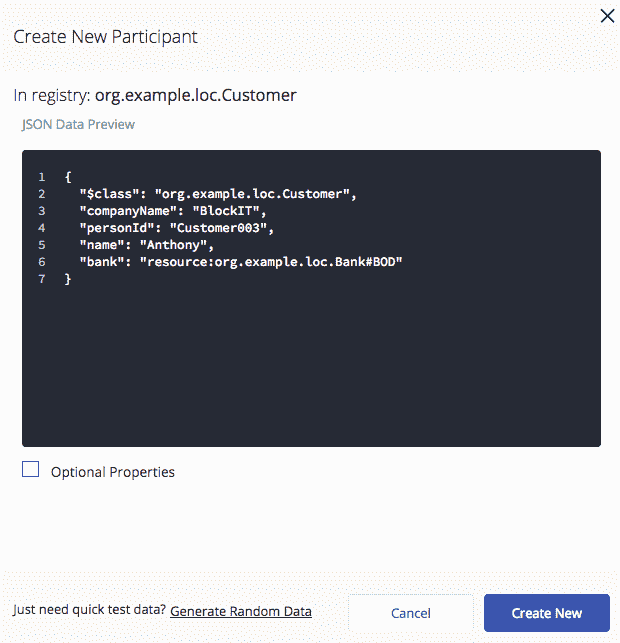 Create New Participant
In registry: org.example.loc.Customer
JSON Data Preview
1 {
2 "$class": "org.example.loc.Customer",
3 "companyName": "BlockIT",
4 "personId": "Customer003",
5 "name": "Anthony",
6 "bank": "resource:org.example.loc.Bank#BOD"
7 }
Optional Properties
Just need quick test data? Generate Random Data
Cancel
Create New